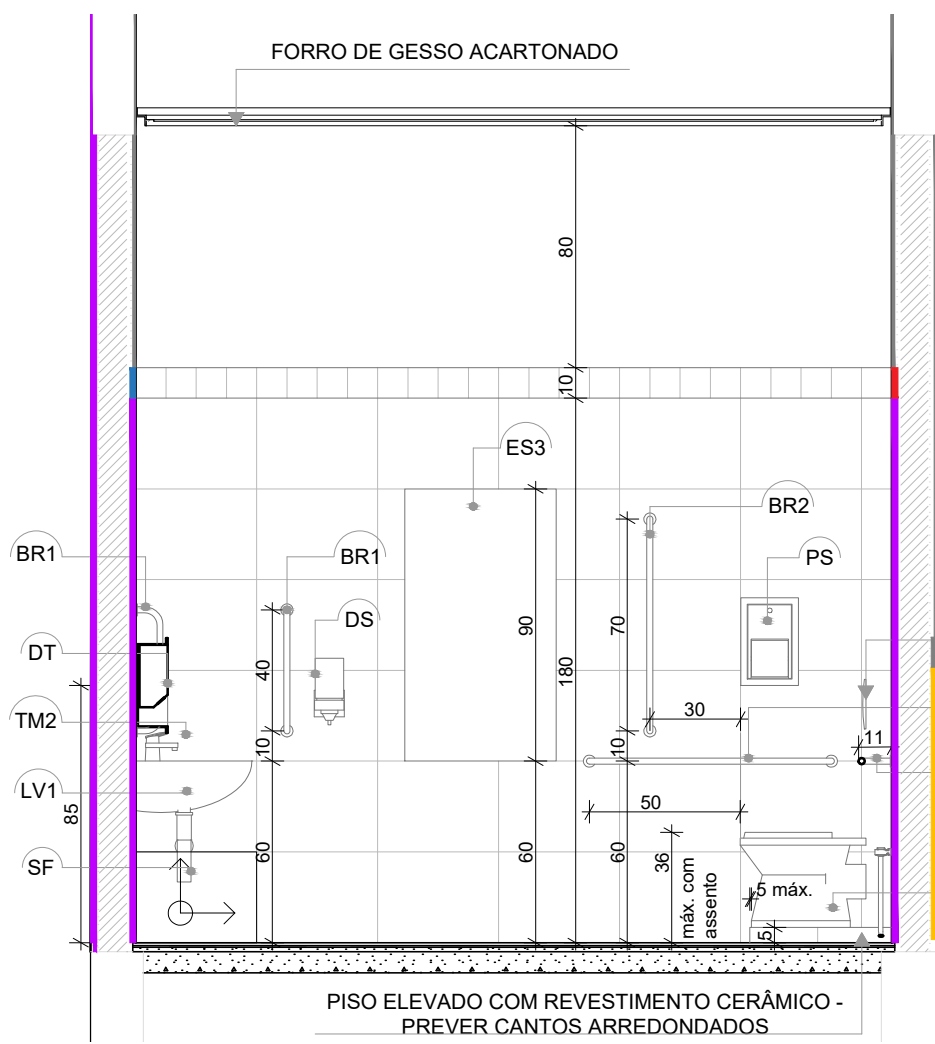 FORRO DE GESSO ACARTONADO
80
10
ES3
BR2
BR1
BR1
PS
DS
DT
40
90
70
180
TM2
30
10
10
11
LV1
85
50
60
60
60
36
máx. com
assento
5 máx.
SF
5
PISO ELEVADO COM REVESTIMENTO CERÂMICO -
PREVER CANTOS ARREDONDADOS